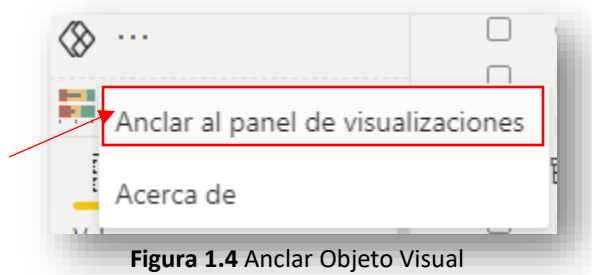 ...
Anclar al panel de visualizaciones
Acerca de
Figura 1.4 Anclar Objeto Visual